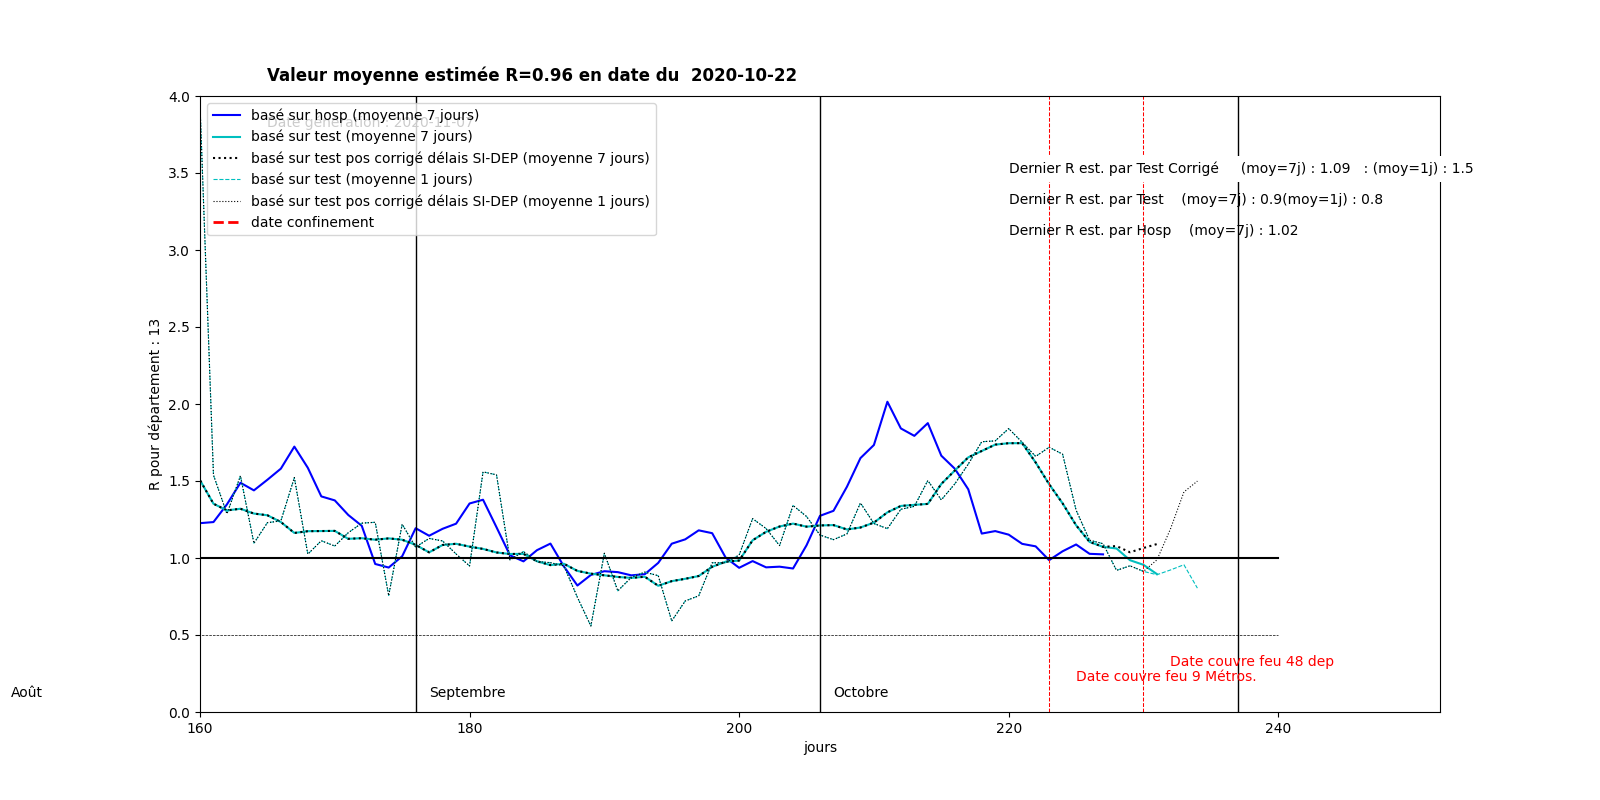 Valeur moyenne estimée R=0.96 en date du  2020-10-22
4.0
3.5
3.0
2.5
2.0
1.5
1.0
0.5
0.0
R pour département : 13
basé sur hosp (moyenne 7 jours)
Date génération : 2020-11-07
basé sur test (moyenne 7 jours)
basé sur test pos corrigé délais SI-DEP (moyenne 7 jours)
basé sur test (moyenne 1 jours)
basé sur test pos corrigé délais SI-DEP (moyenne 1 jours)
date confinement
Dernier R est. par Test Corrigé (moy=7j) : 1.09 : (moy=1j) : 1.5
Dernier R est. par Test (moy=7j) : 0.9(moy=1j) : 0.8
Dernier R est. par Hosp (moy=7j) : 1.02
Date couvre feu 48 dep
Date couvre feu 9 Métros.
Août
Septembre
Octobre
160
180
200
220
240
jours